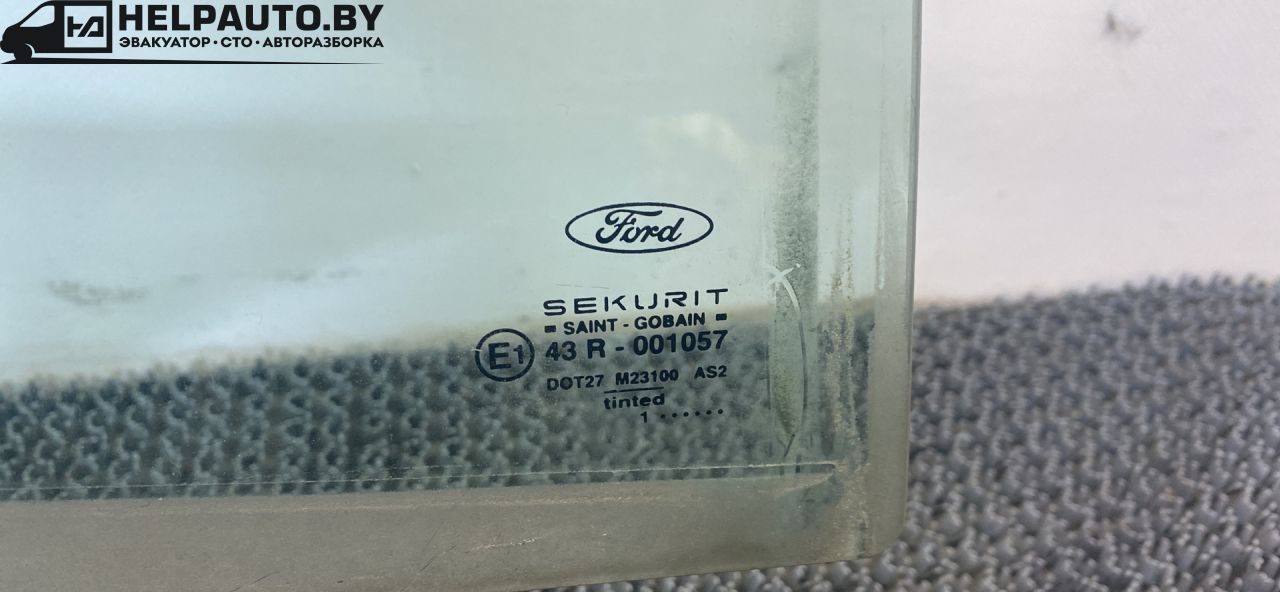 HELPAUTO.BY
ЭВАКУАТОР·СТО·АВТОРАЗБОРКА
Ford
SEKURIT
SAINT - GOBAIN
E1 43 R - 001057
DOT27 M23100 AS2
tinted
1 ······